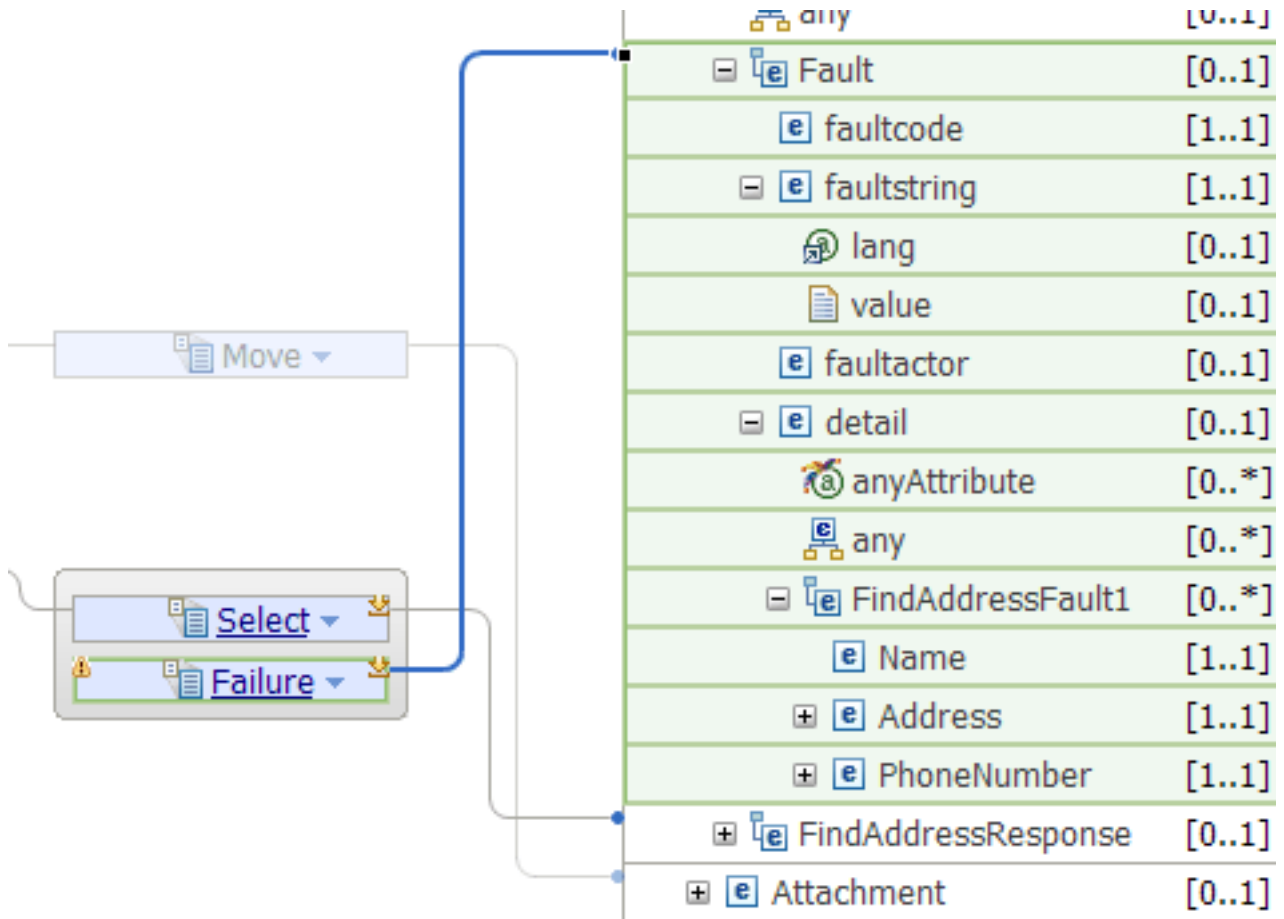 any [0..1]
Fault [0..1]
faultcode [1..1]
faultstring [1..1]
lang [0..1]
value [0..1]
Move
faultactor [0..1]
detail [0..1]
anyAttribute [0..*]
any [0..*]
FindAddressFault1 [0..*]
Select
Name [1..1]
Failure
Address [1..1]
PhoneNumber [1..1]
FindAddressResponse [0..1]
Attachment [0..1]